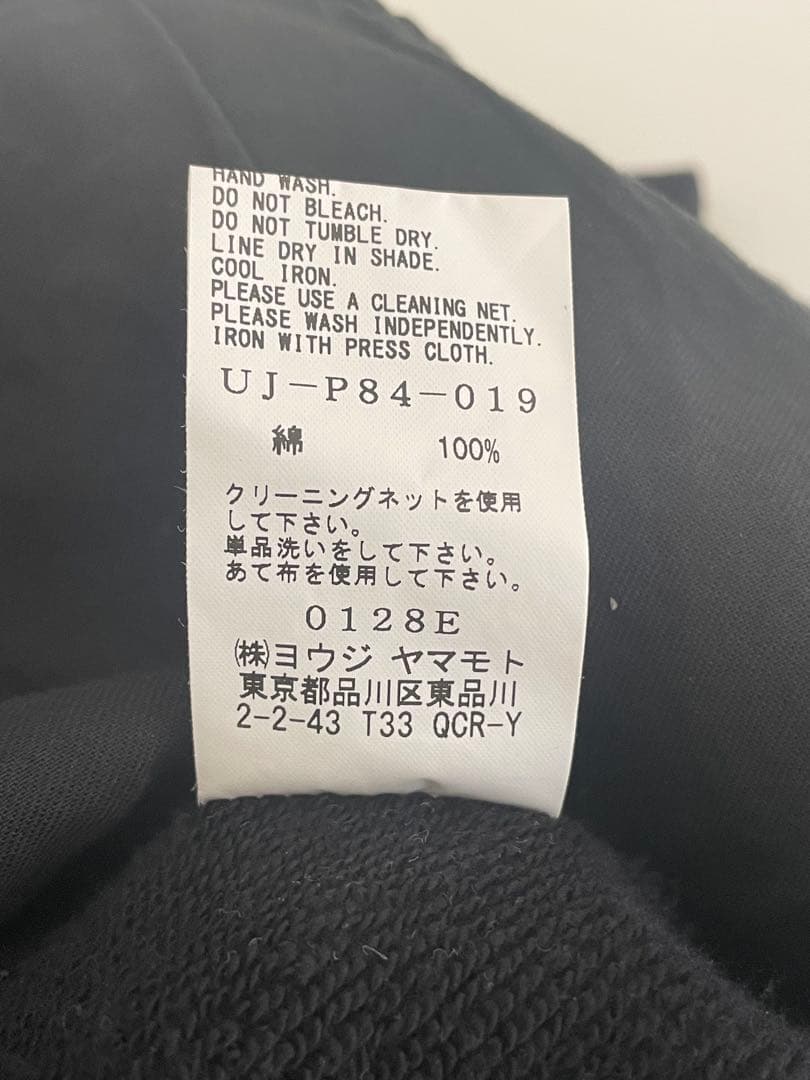 HAND WASH.
DO NOT BLEACH.
DO NOT TUMBLE DRY.
LINE DRY IN SHADE.
COOL IRON.
PLEASE USE A CLEANING NET.
PLEASE WASH INDEPENDENTLY.
IRON WITH PRESS CLOTH.
UJ-P84-019
綿 100%
クリーニングネットを使用
して下さい。
単品洗いをして下さい。
あて布を使用して下さい。
0128E
㈱ヨウジ ヤマモト
東京都品川区東品川
2-2-43 T33 QCR-Y